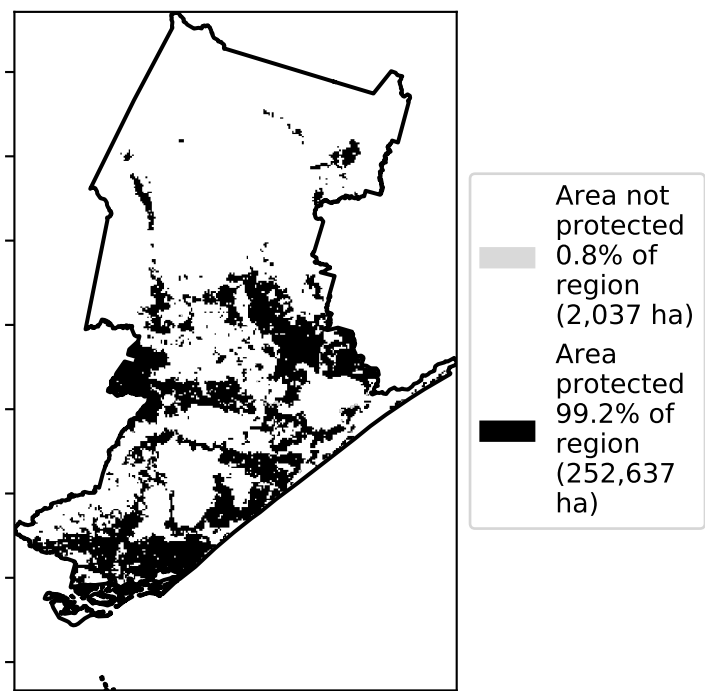 Area not
protected
0.8% of
region
(2,037 ha)
Area
protected
99.2% of
region
(252,637
ha)